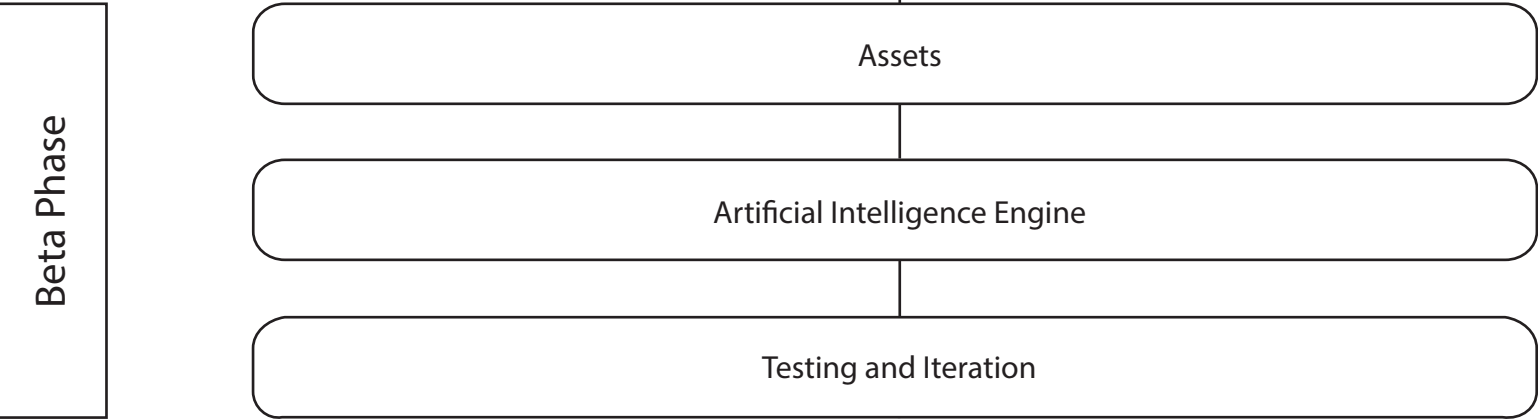 Beta Phase
Assets
Artificial Intelligence Engine
Testing and Iteration